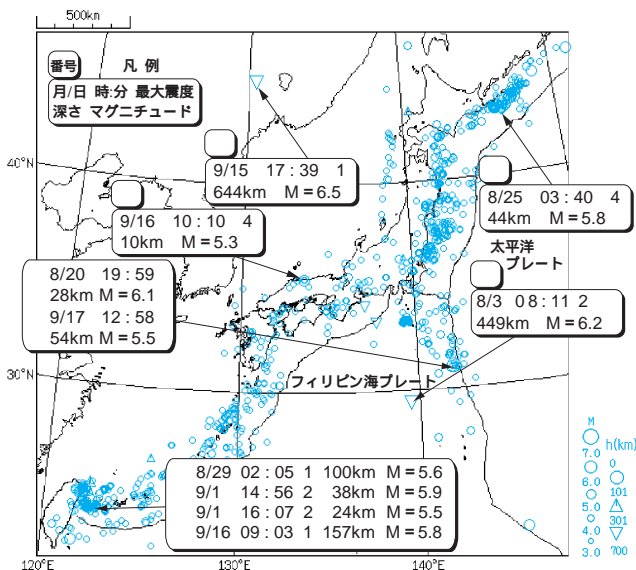 500km
番号 凡 例
月/日 時:分 最大震度
深さ マグニチュード
9/15 17:39 1
644km M=6.5
9/16 10:10 4
10km M=5.3
8/25 03:40 4
44km M=5.8
太平洋
プレート
8/20 19:59
28km M=6.1
9/17 12:58
54km M=5.5
8/3 08:11 2
449km M=6.2
フィリピン海プレート
8/29 02:05 1 100km M=5.6
9/1 14:56 2 38km M=5.9
9/1 16:07 2 24km M=5.5
9/16 09:03 1 157km M=5.8
40°N
30°N
120°E
130°E
140°E
M
7.0
6.0
5.0
4.0
3.0
h(km)
0
101
301
700